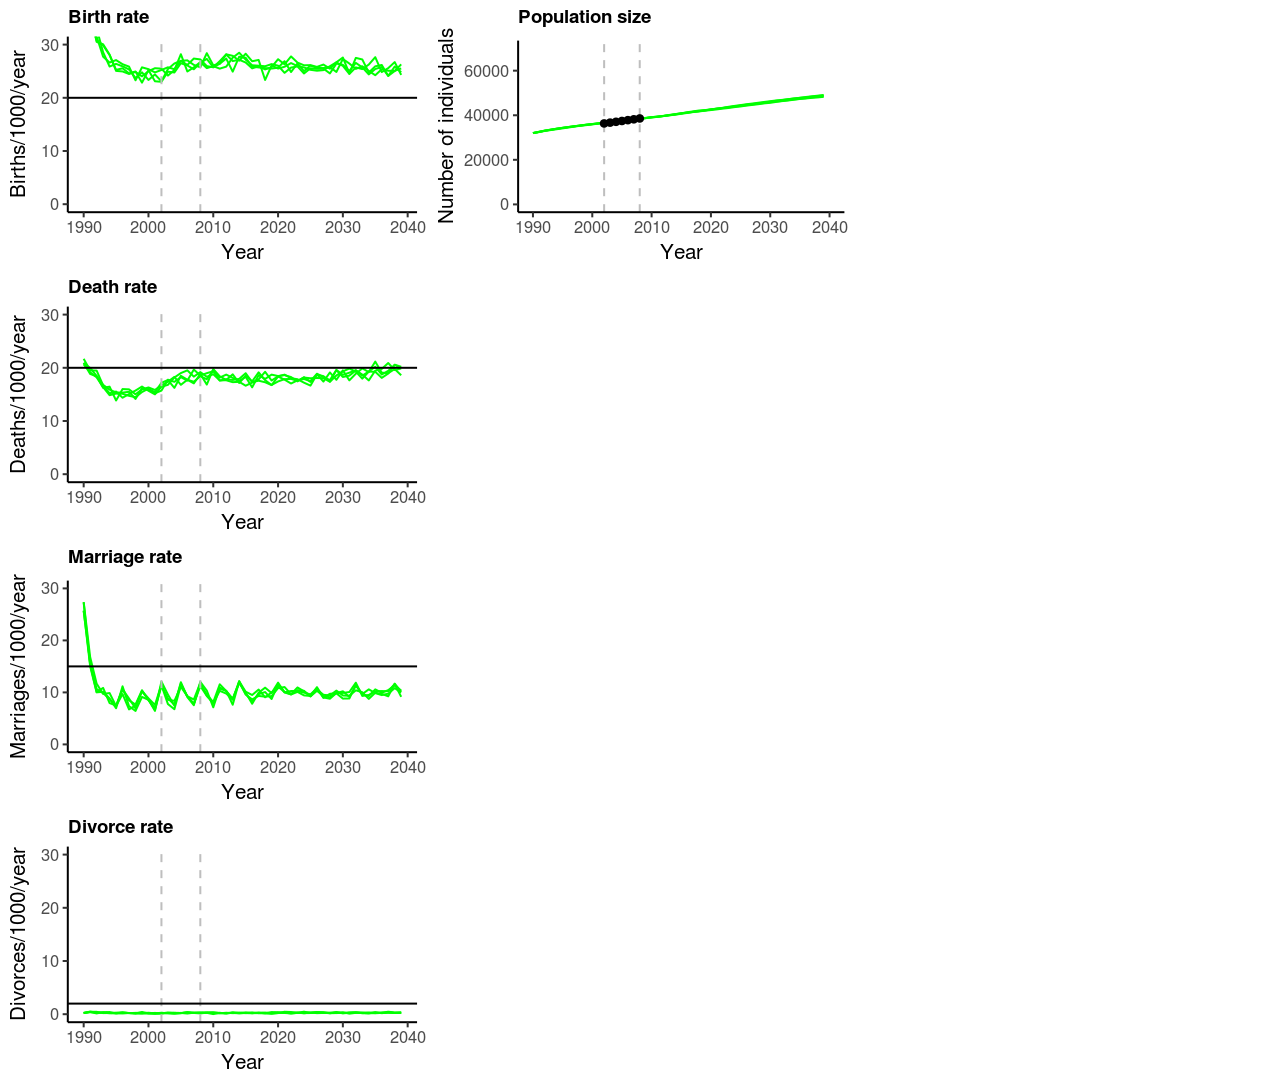 Birth rate
Births/1000/year
30
20
10
0
1990 2000 2010 2020 2030 2040
Year
Population size
Number of individuals
60000
40000
20000
0
1990 2000 2010 2020 2030 2040
Year
Death rate
Deaths/1000/year
30
20
10
0
1990 2000 2010 2020 2030 2040
Year
Marriage rate
Marriages/1000/year
30
20
10
0
1990 2000 2010 2020 2030 2040
Year
Divorce rate
Divorces/1000/year
30
20
10
0
1990 2000 2010 2020 2030 2040
Year